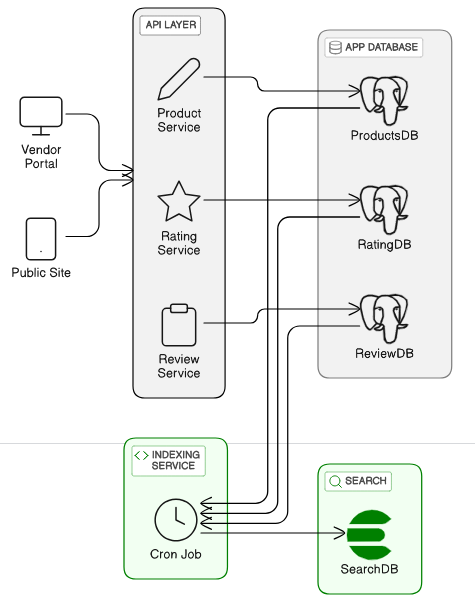 API LAYER
APP DATABASE
Product
Service
ProductsDB
Vendor
Portal
Rating
Service
RatingDB
Public Site
Review
Service
ReviewDB
INDEXING
SERVICE
Cron Job
SEARCH
SearchDB